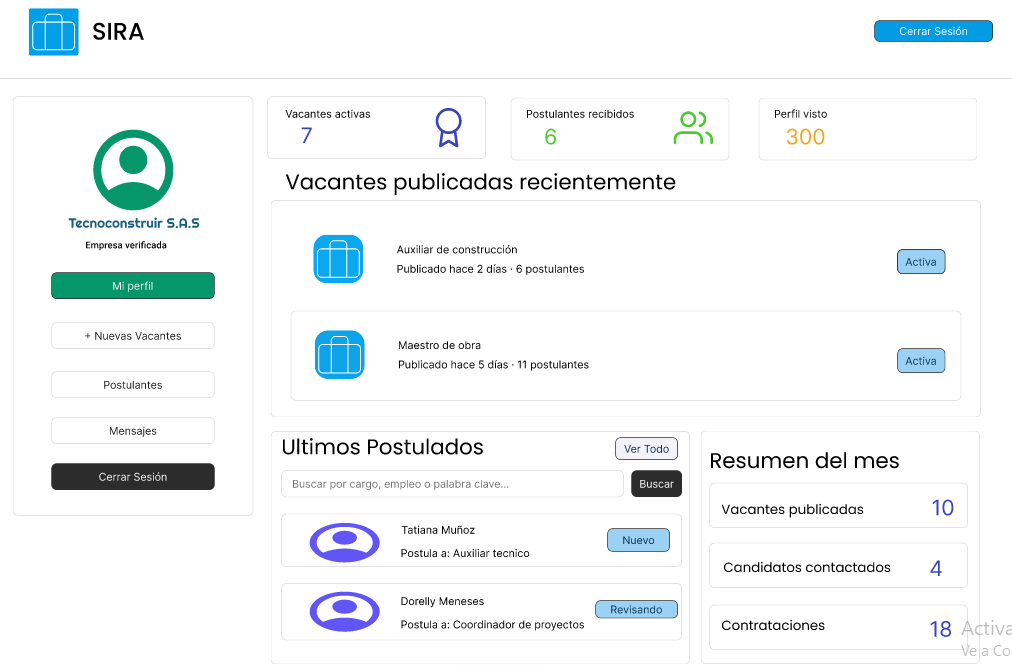 SIRA
Cerrar Sesión
Tecnoconstruir S.A.S
Empresa verificada
Mi perfil
+ Nuevas Vacantes
Postulantes
Mensajes
Cerrar Sesión
Vacantes activas
7
Postulantes recibidos
6
Perfil visto
300
Vacantes publicadas recientemente
Auxiliar de construcción
Publicado hace 2 días · 6 postulantes
Activa
Maestro de obra
Publicado hace 5 días · 11 postulantes
Activa
Ultimos Postulados
Ver Todo
Buscar por cargo, empleo o palabra clave...
Buscar
Tatiana Muñoz
Postula a: Auxiliar tecnico
Nuevo
Dorelly Meneses
Postula a: Coordinador de proyectos
Revisando
Resumen del mes
Vacantes publicadas
10
Candidatos contactados
4
Contrataciones
18
Activa
Ve a Co